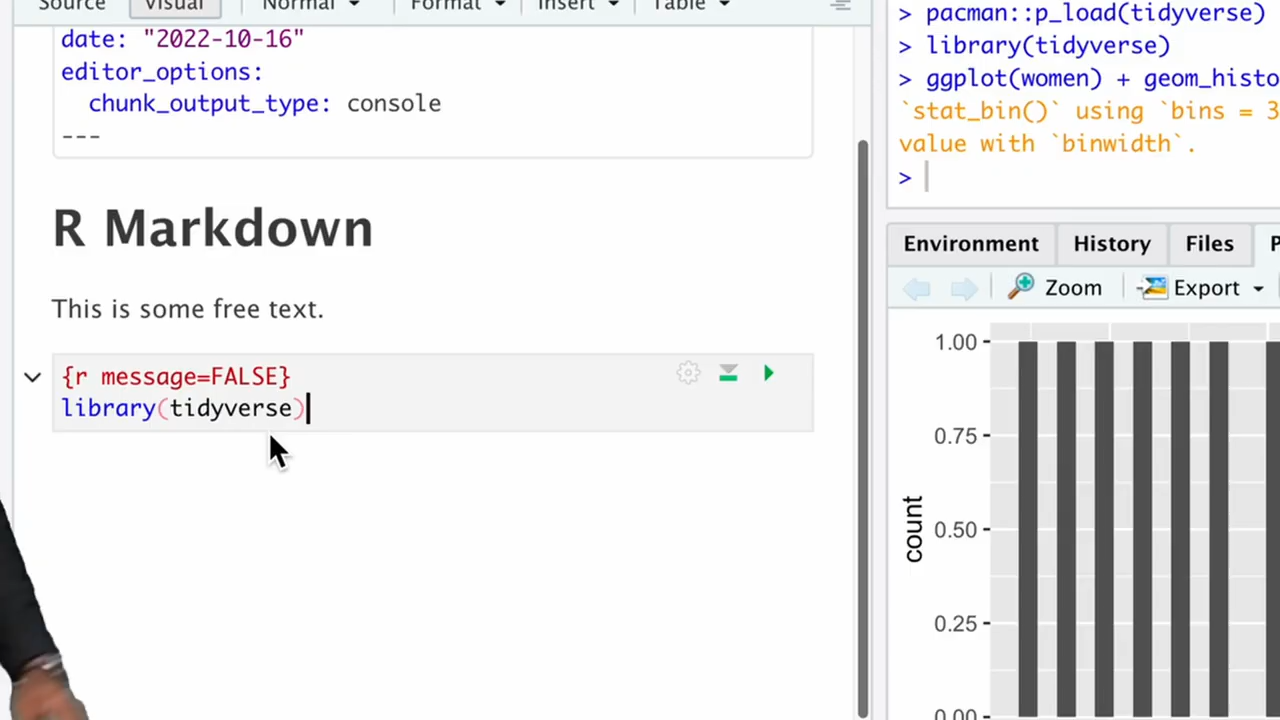 Source Visual Normal Format Insert Table
date: "2022-10-16"
editor_options:
chunk_output_type: console
---
R Markdown
This is some free text.
{r message=FALSE}
library(tidyverse)
> pacman::p_load(tidyverse)
> library(tidyverse)
> ggplot(women) + geom_histo
`stat_bin()` using `bins = 3
value with `binwidth`.
>
Environment History Files P
Zoom Export
1.00
0.75
0.50
0.25
0.00
count